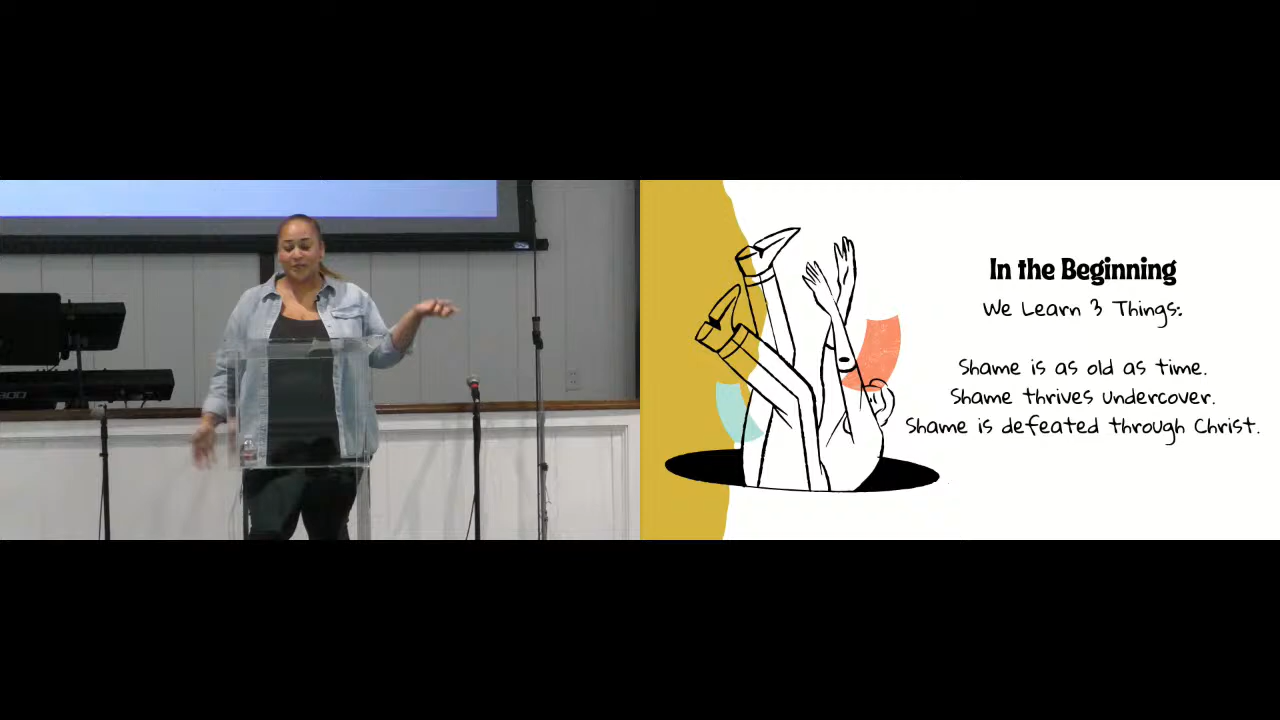 In the Beginning
We Learn 3 Things:
Shame is as old as time.
Shame thrives undercover.
Shame is defeated through Christ.